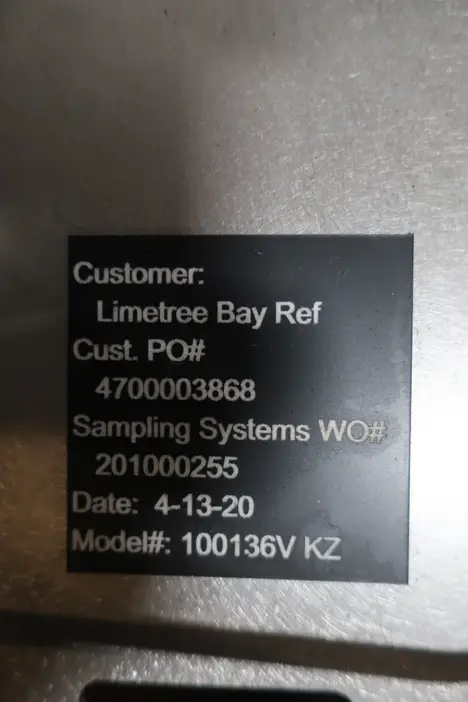 Customer:
Limetree Bay Ref
Cust. PO#
4700003868
Sampling Systems WO#
201000255
Date: 4-13-20
Model#: 100136V KZ